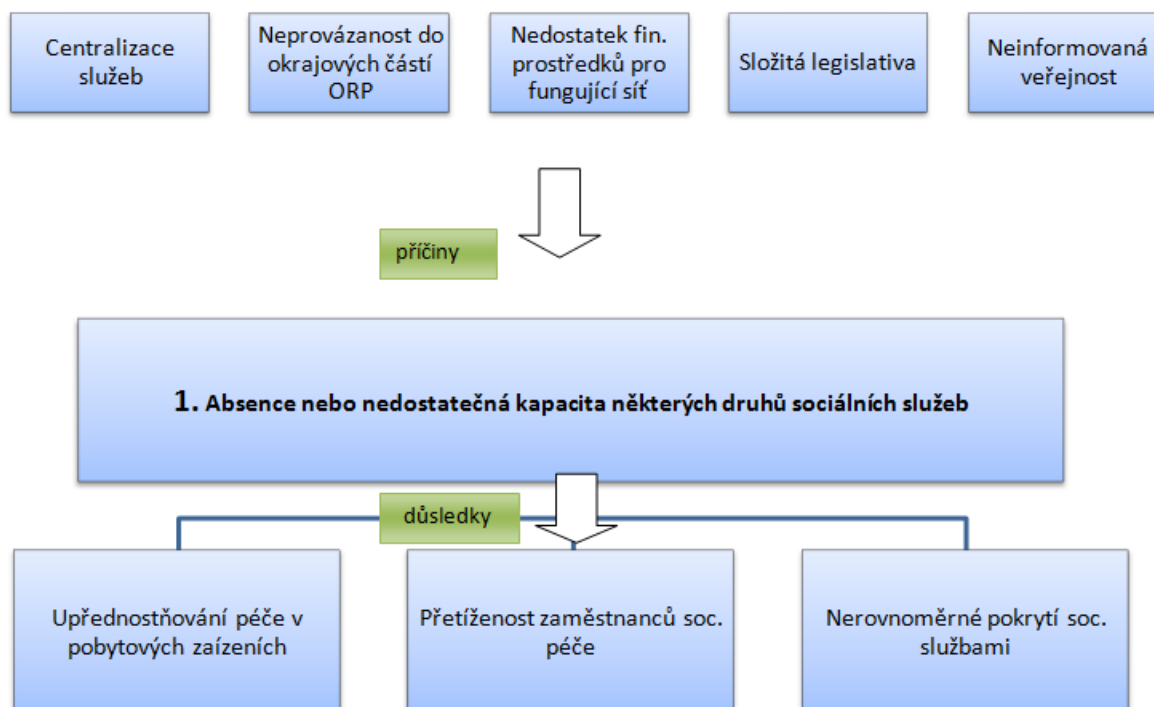 Centralizace
služeb
Neprovázanost do
okrajových částí
ORP
Nedostatek fin.
prostředků pro
fungující síť
Složitá legislativa
Neinformovaná
veřejnost
příčiny
1. Absence nebo nedostatečná kapacita některých druhů sociálních služeb
důsledky
Upřednostňování péče v
pobytových zaízeních
Přetíženost zaměstnanců soc.
péče
Nerovnoměrné pokrytí soc.
službami